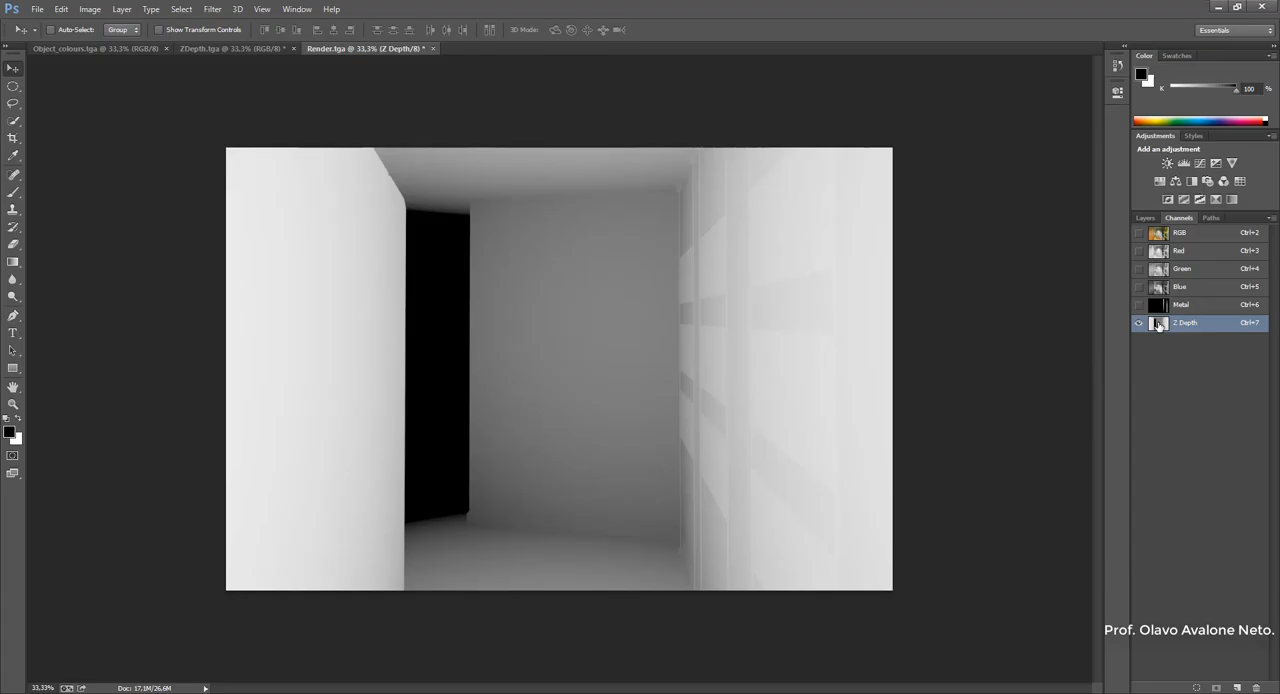 Ps File Edit Image Layer Type Select Filter 3D View Window Help
Auto-Select: Group Show Transform Controls 3D Mode: Essentials
Object_colours.tga @ 33,3% (RGB/8) × ZDepth.tga @ 33,3% (RGB/8) * × Render.tga @ 33,3% (Z Depth/8) * ×
Color Swatches
K 100 %
Adjustments Styles
Add an adjustment
Layers Channels Paths
RGB Ctrl+2
Red Ctrl+3
Green Ctrl+4
Blue Ctrl+5
Metal Ctrl+6
Z Depth Ctrl+7
Prof. Olavo Avalone Neto.
33,33% Doc: 17,1M/26,6M